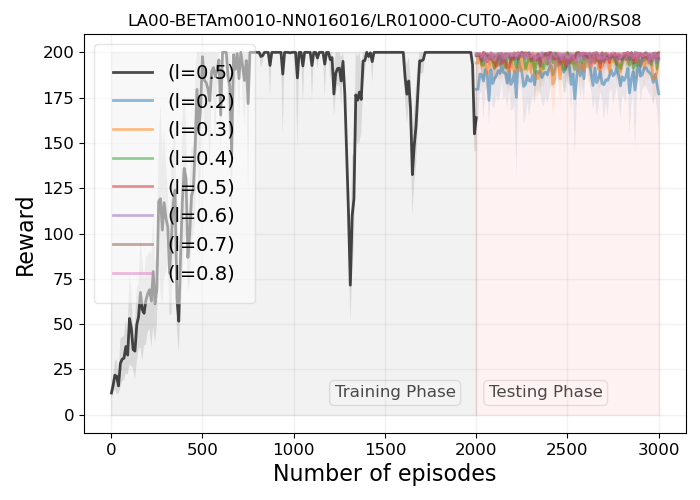 LA00-BETAm0010-NN016016/LR01000-CUT0-Ao00-Ai00/RS08
200
175
150
125
100
75
50
25
0
Reward
(l=0.5)
(l=0.2)
(l=0.3)
(l=0.4)
(l=0.5)
(l=0.6)
(l=0.7)
(l=0.8)
Training Phase
Testing Phase
0
500
1000
1500
2000
2500
3000
Number of episodes